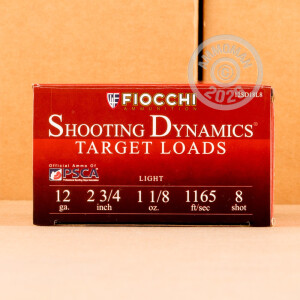 FIOCCHI
AMMUNITION
SHOOTING DYNAMICS®
TARGET LOADS
Official Ammo Of
PSCA
LIGHT
12 2 3/4 1 1/8 1165 8
ga. inch oz. ft/sec shot